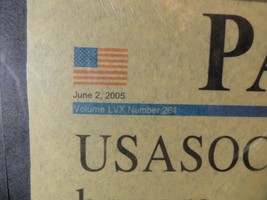 PA
June 2, 2005
Volume LVX Number 264
USASOC